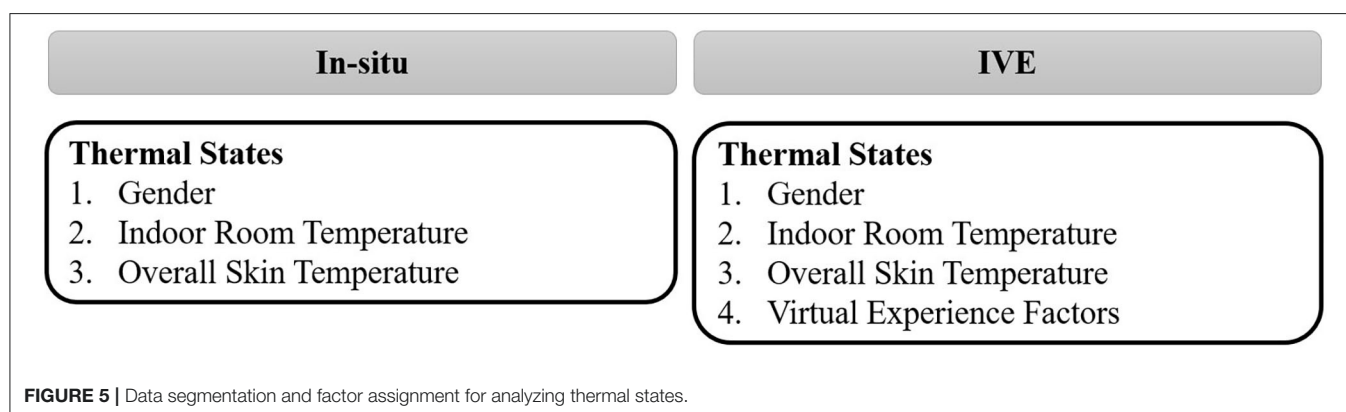 In-situ
Thermal States
1. Gender
2. Indoor Room Temperature
3. Overall Skin Temperature
IVE
Thermal States
1. Gender
2. Indoor Room Temperature
3. Overall Skin Temperature
4. Virtual Experience Factors
FIGURE 5 | Data segmentation and factor assignment for analyzing thermal states.